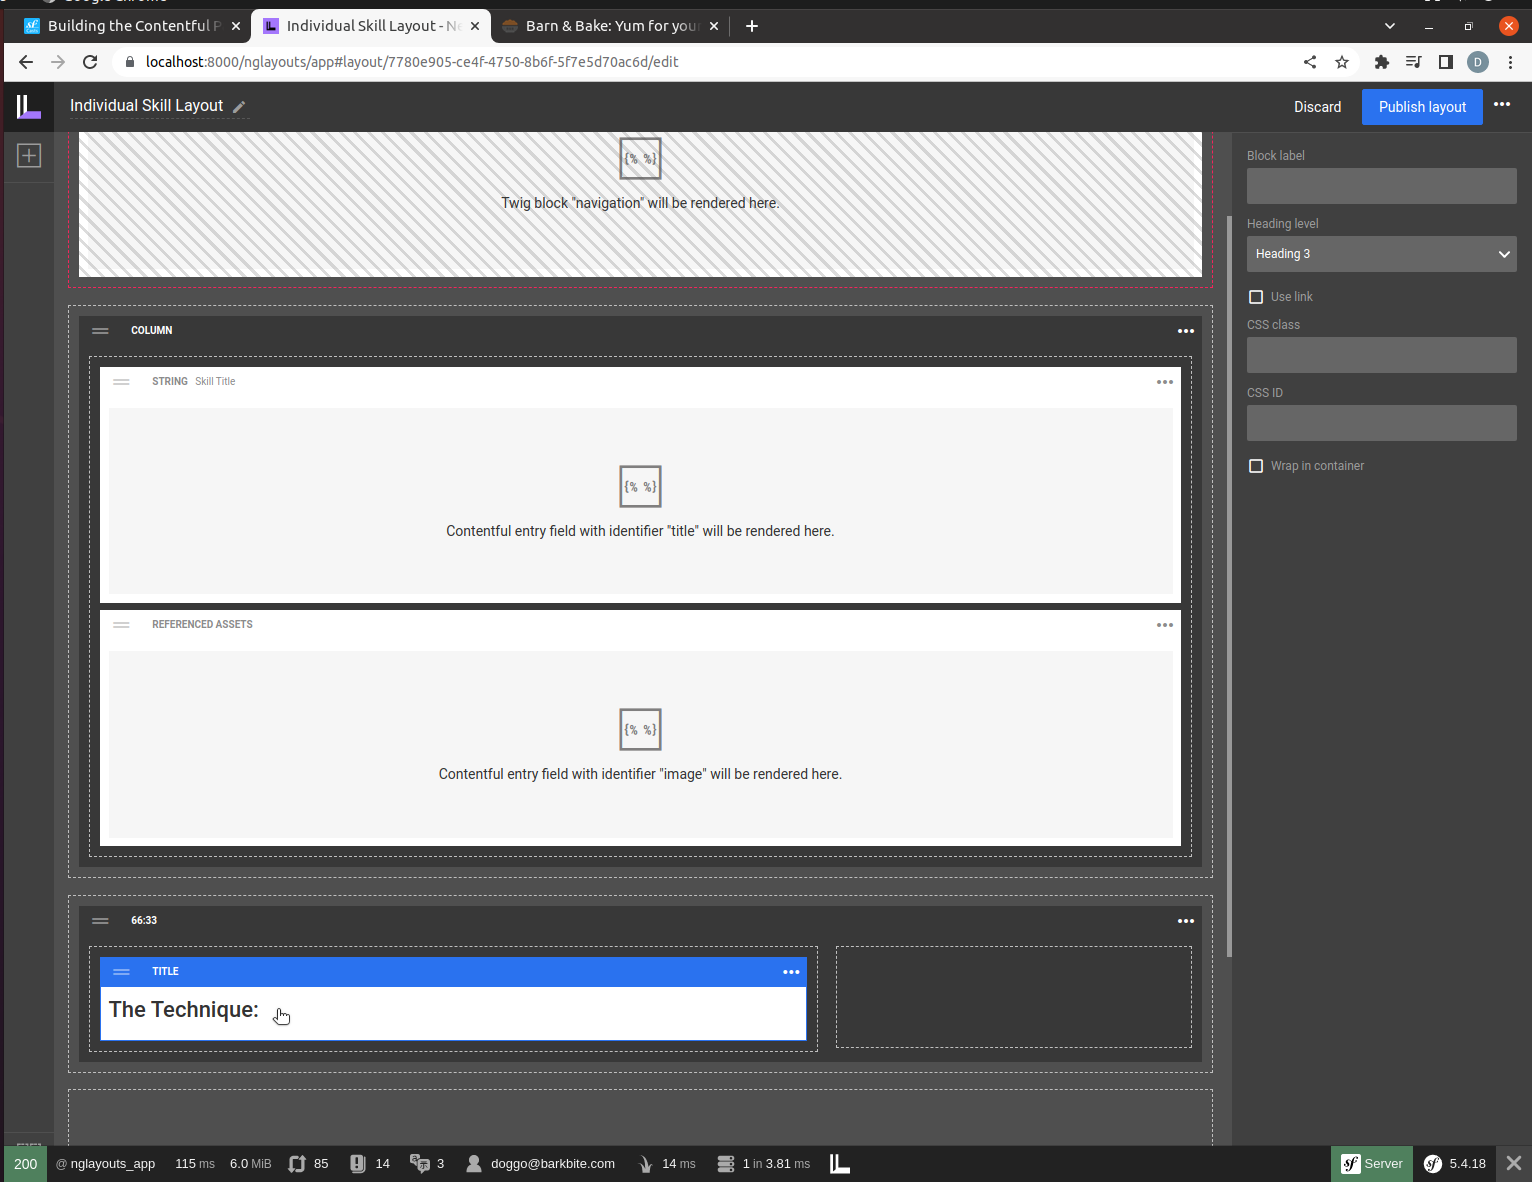 Building the Contentful P
Individual Skill Layout - Ne
Barn & Bake: Yum for you
localhost:8000/nglayouts/app#layout/7780e905-ce4f-4750-8b6f-5f7e5d70ac6d/edit
D
Individual Skill Layout
Discard
Publish layout
{% %}
Twig block "navigation" will be rendered here.
Block label
Heading level
Heading 3
Use link
CSS class
CSS ID
Wrap in container
COLUMN
STRING Skill Title
{% %}
Contentful entry field with identifier "title" will be rendered here.
REFERENCED ASSETS
{% %}
Contentful entry field with identifier "image" will be rendered here.
66:33
TITLE
The Technique:
200 @ nglayouts_app 115 ms 6.0 MiB 85 14 3 doggo@barkbite.com 14 ms 1 in 3.81 ms sf Server sf 5.4.18